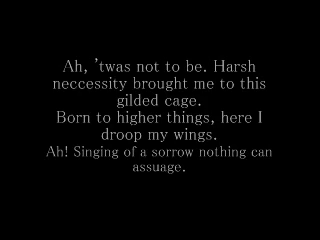 Ah, 'twas not to be. Harsh
neccessity brought me to this
gilded cage.
Born to higher things, here I
droop my wings.
Ah! Singing of a sorrow nothing can
assuage.